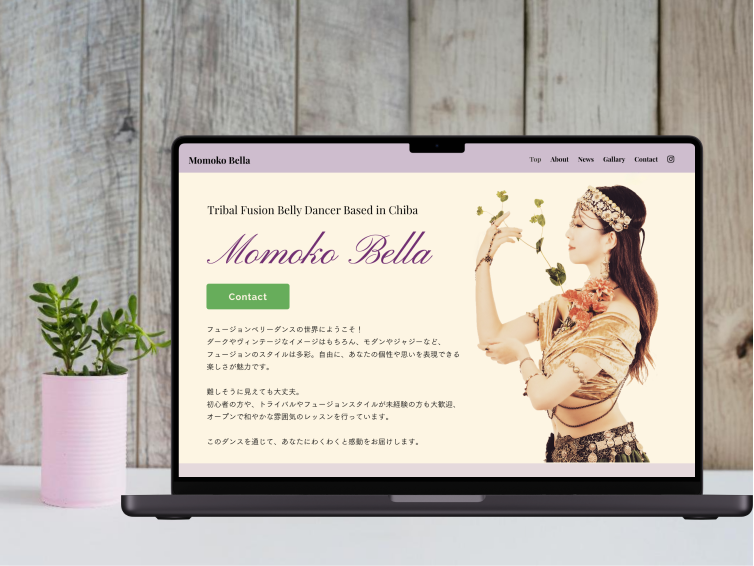 Momoko Bella
Top About News Gallary Contact
Tribal Fusion Belly Dancer Based in Chiba
Momoko Bella
Contact
フュージョンベリーダンスの世界にようこそ！
ダークやヴィンテージなイメージはもちろん、モダンやジャジーなど、
フュージョンのスタイルは多彩。自由に、あなたの個性や思いを表現できる
楽しさが魅力です。
難しそうに見えても大丈夫。
初心者の方や、トライバルやフュージョンスタイルが未経験の方も大歓迎、
オープンで和やかな雰囲気のレッスンを行っています。
このダンスを通じて、あなたにわくわくと感動をお届けします。